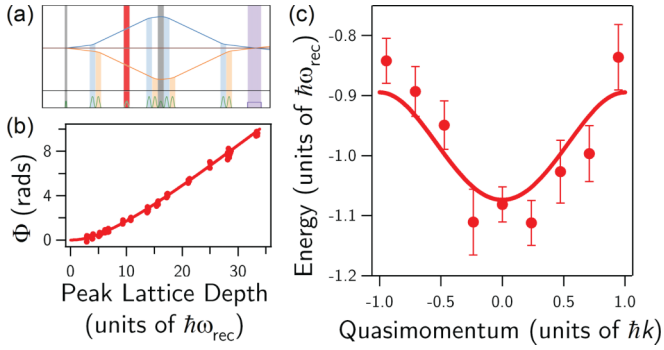 (a)
(b)
Φ (rads)
10
8
4
0
0
10
20
30
Peak Lattice Depth
(units of ℏω_rec)
(c)
Energy (units of ℏω_rec)
-0.8
-0.9
-1.0
-1.1
-1.2
-1.0
-0.5
0.0
0.5
1.0
Quasimomentum (units of ℏk)